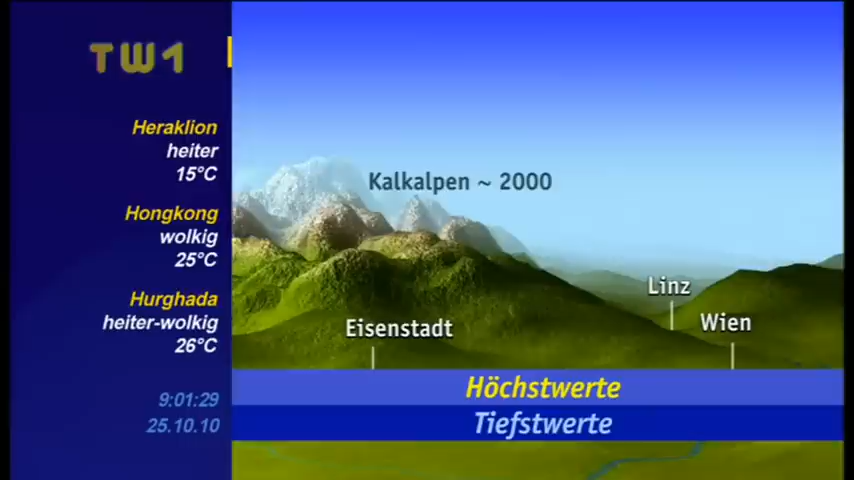 TW1
Heraklion
heiter
15°C
Hongkong
wolkig
25°C
Hurghada
heiter-wolkig
26°C
9:01:29
25.10.10
Kalkalpen ~ 2000
Linz
Wien
Eisenstadt
Höchstwerte
Tiefstwerte